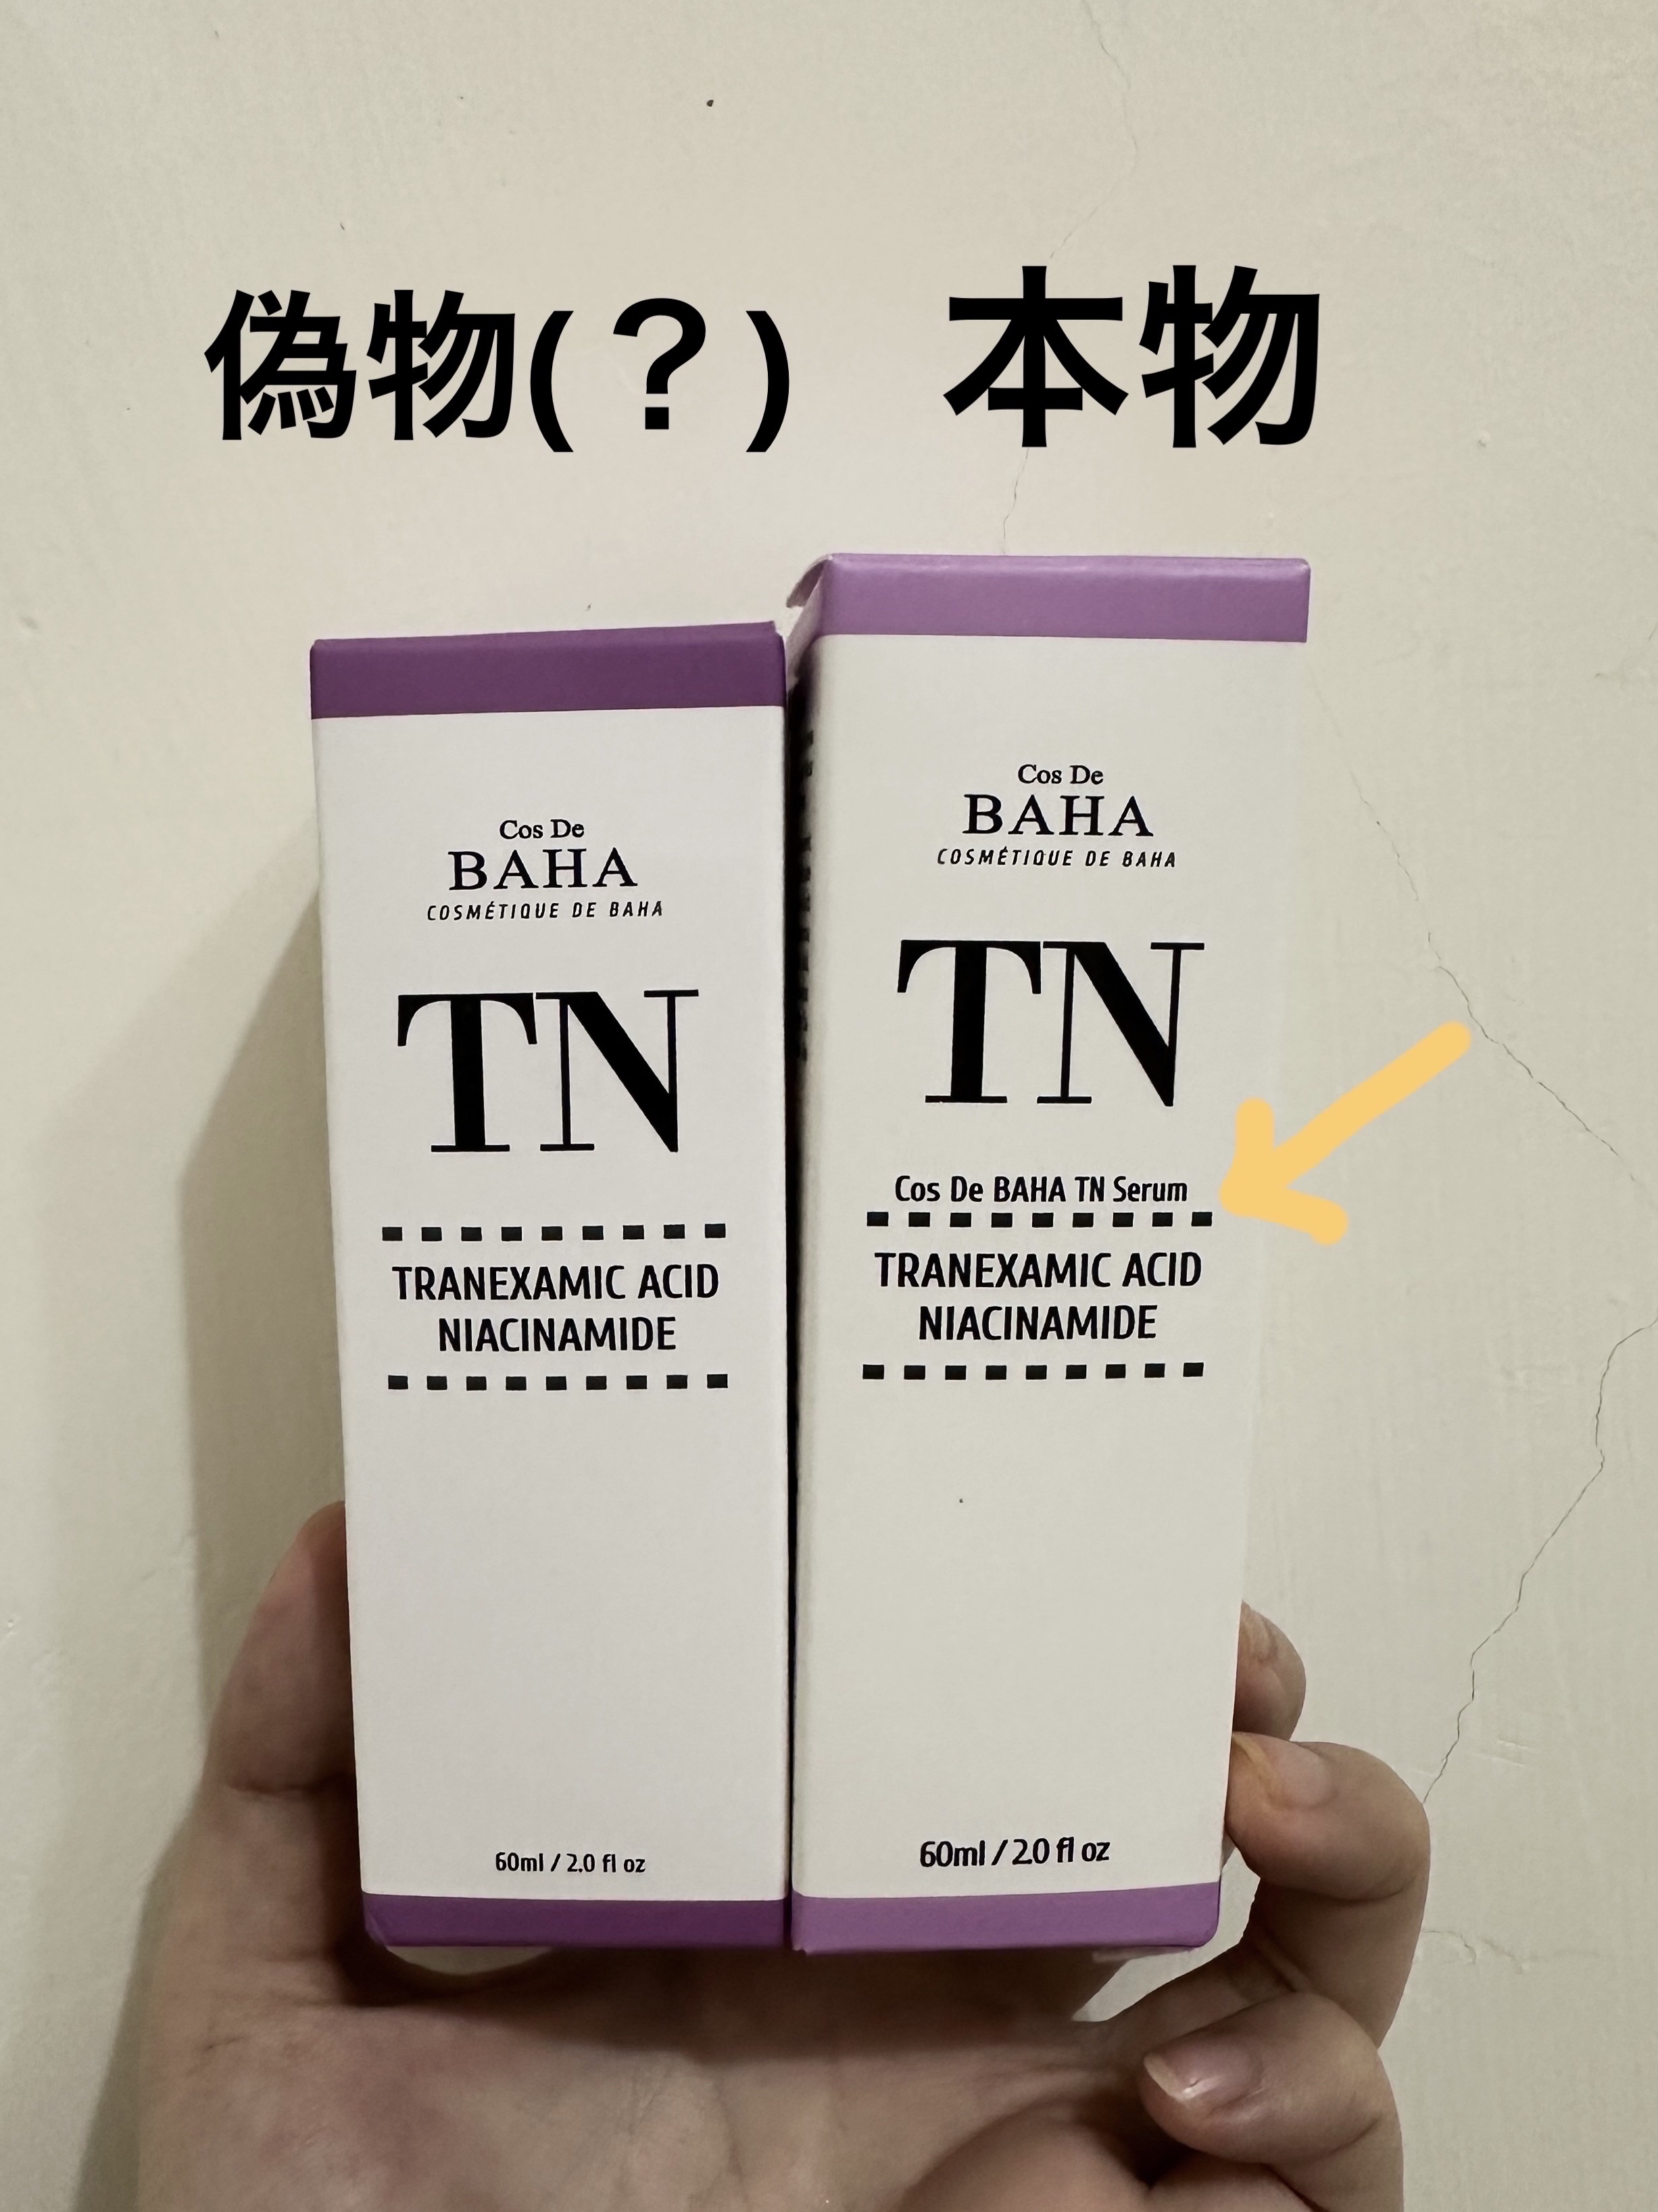 偽物(？) 本物
Cos De
BAHA
COSMÉTIQUE DE BAHA
TN
TRANEXAMIC ACID
NIACINAMIDE
60ml / 2.0 fl oz
Cos De
BAHA
COSMÉTIQUE DE BAHA
TN
Cos De BAHA TN Serum
TRANEXAMIC ACID
NIACINAMIDE
60ml / 2.0 fl oz